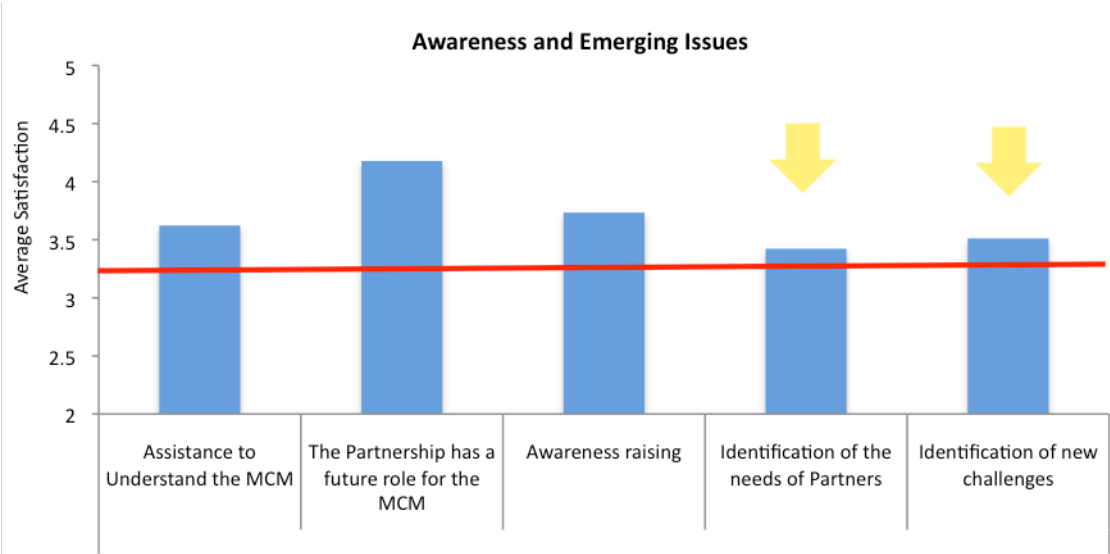 Awareness and Emerging Issues
Average Satisfaction
5
4.5
4
3.5
3
2.5
2
Assistance to
Understand the MCM
The Partnership has a
future role for the
MCM
Awareness raising
Identification of the
needs of Partners
Identification of new
challenges